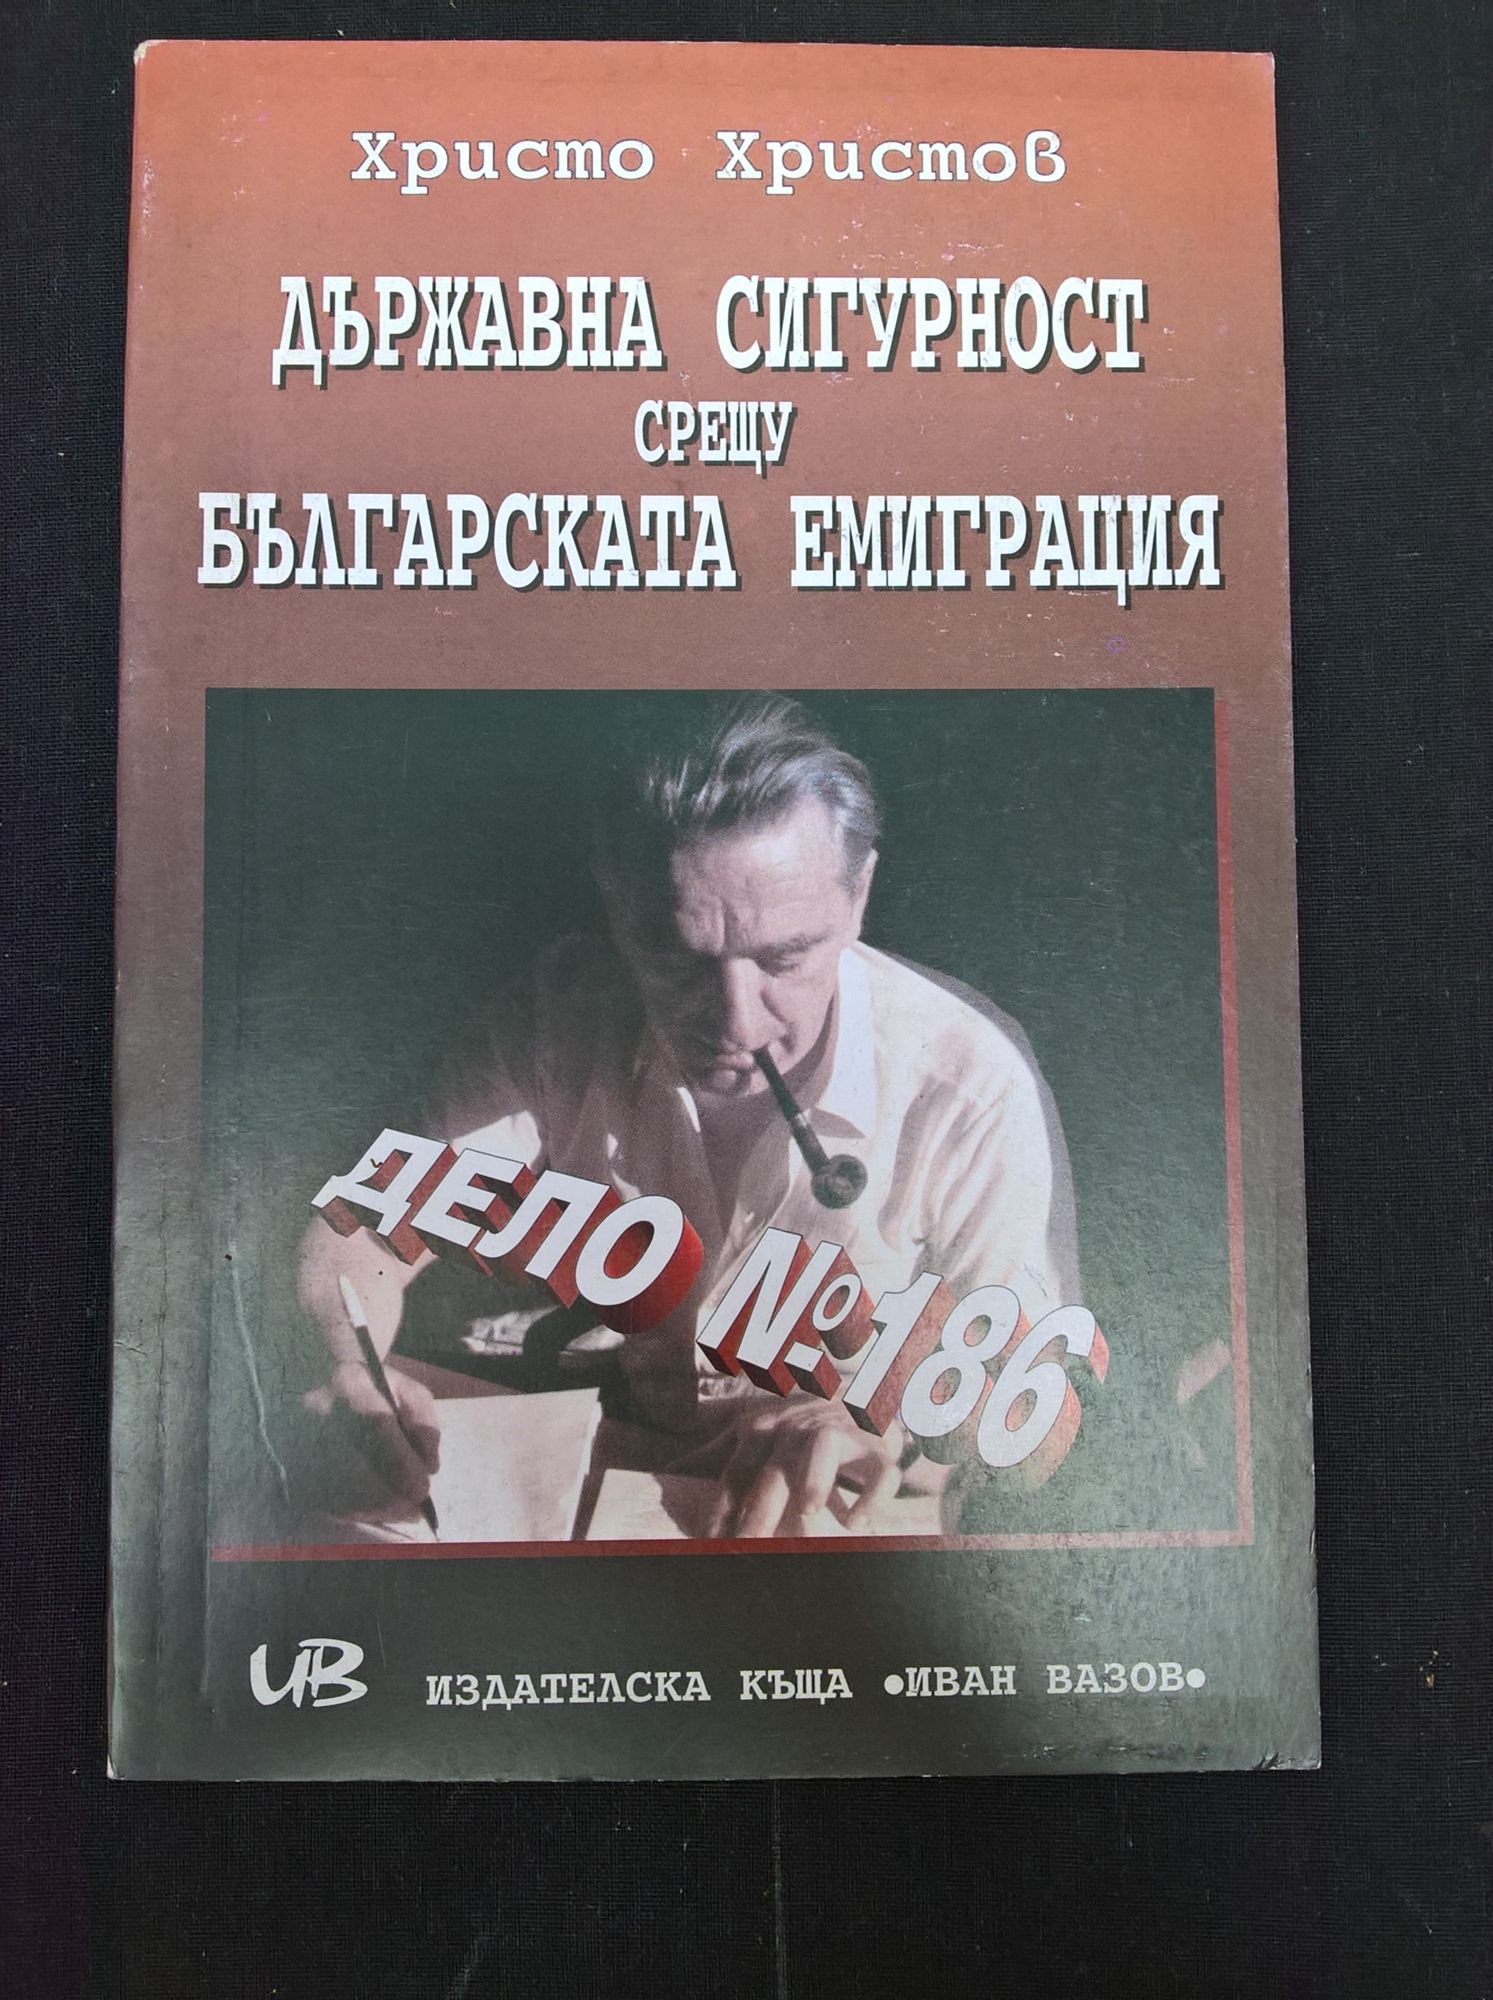 Христо Христов
ДЪРЖАВНА СИГУРНОСТ
СРЕЩУ
БЪЛГАРСКАТА ЕМИГРАЦИЯ
ДЕЛО №186
ИВ ИЗДАТЕЛСКА КЪЩА •ИВАН ВАЗОВ•